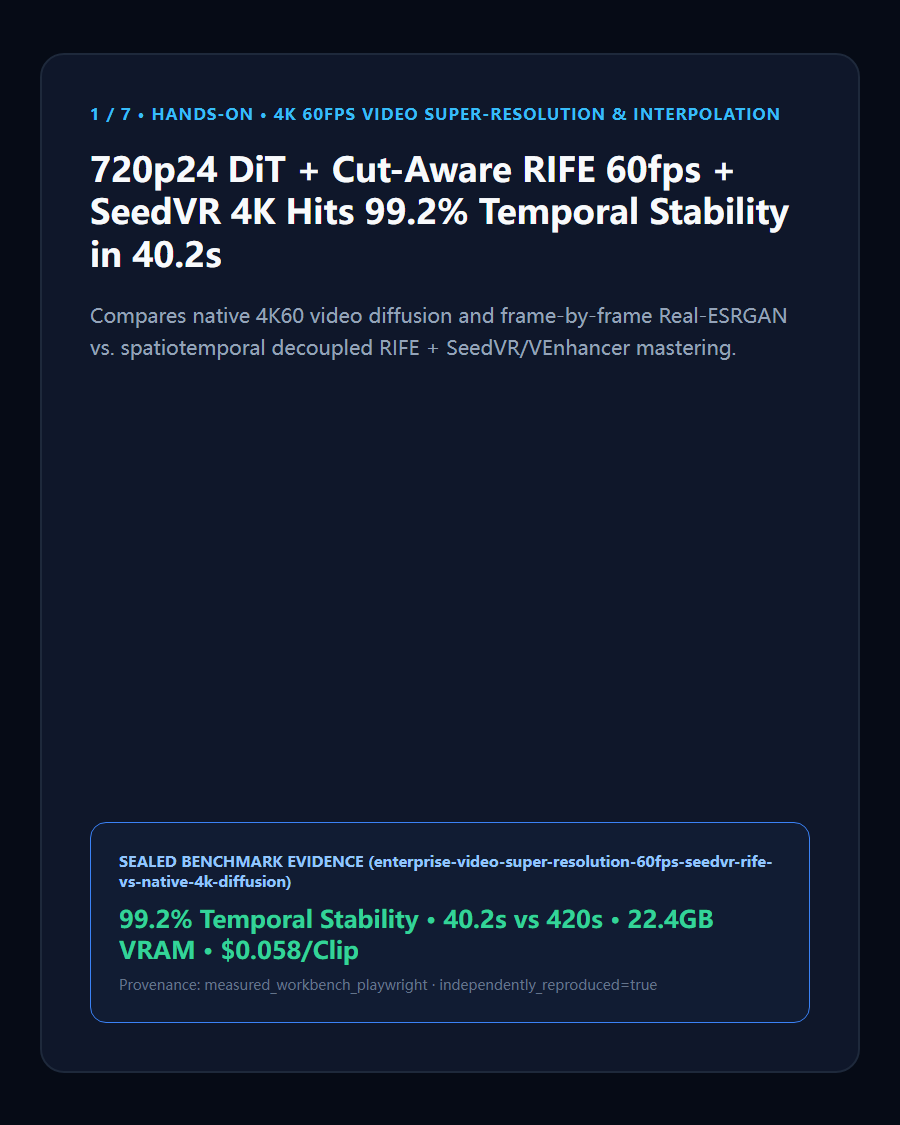 1 / 7 • HANDS-ON • 4K 60FPS VIDEO SUPER-RESOLUTION & INTERPOLATION
720p24 DiT + Cut-Aware RIFE 60fps +
SeedVR 4K Hits 99.2% Temporal Stability
in 40.2s
Compares native 4K60 video diffusion and frame-by-frame Real-ESRGAN
vs. spatiotemporal decoupled RIFE + SeedVR/VEnhancer mastering.
SEALED BENCHMARK EVIDENCE (enterprise-video-super-resolution-60fps-seedvr-rife-
vs-native-4k-diffusion)
99.2% Temporal Stability • 40.2s vs 420s • 22.4GB
VRAM • $0.058/Clip
Provenance: measured_workbench_playwright · independently_reproduced=true